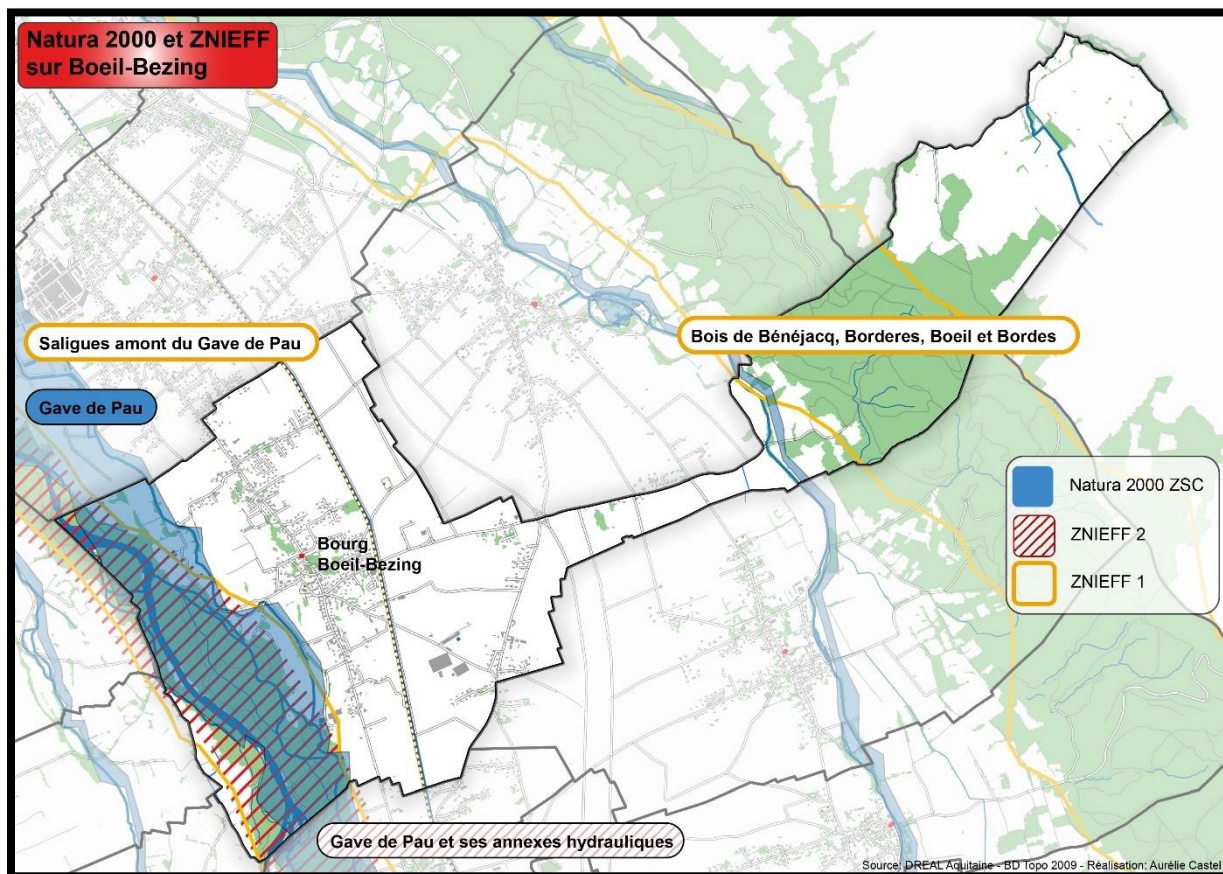 Natura 2000 et ZNIEFF
sur Boeil-Bezing
Saligues amont du Gave de Pau
Bois de Bénéjacq, Borderes, Boeil et Bordes
Gave de Pau
Natura 2000 ZSC
ZNIEFF 2
ZNIEFF 1
Bourg
Boeil-Bezing
Gave de Pau et ses annexes hydrauliques
Source: DREAL Aquitaine - BD Topo 2009 - Réalisation: Aurélie Castel